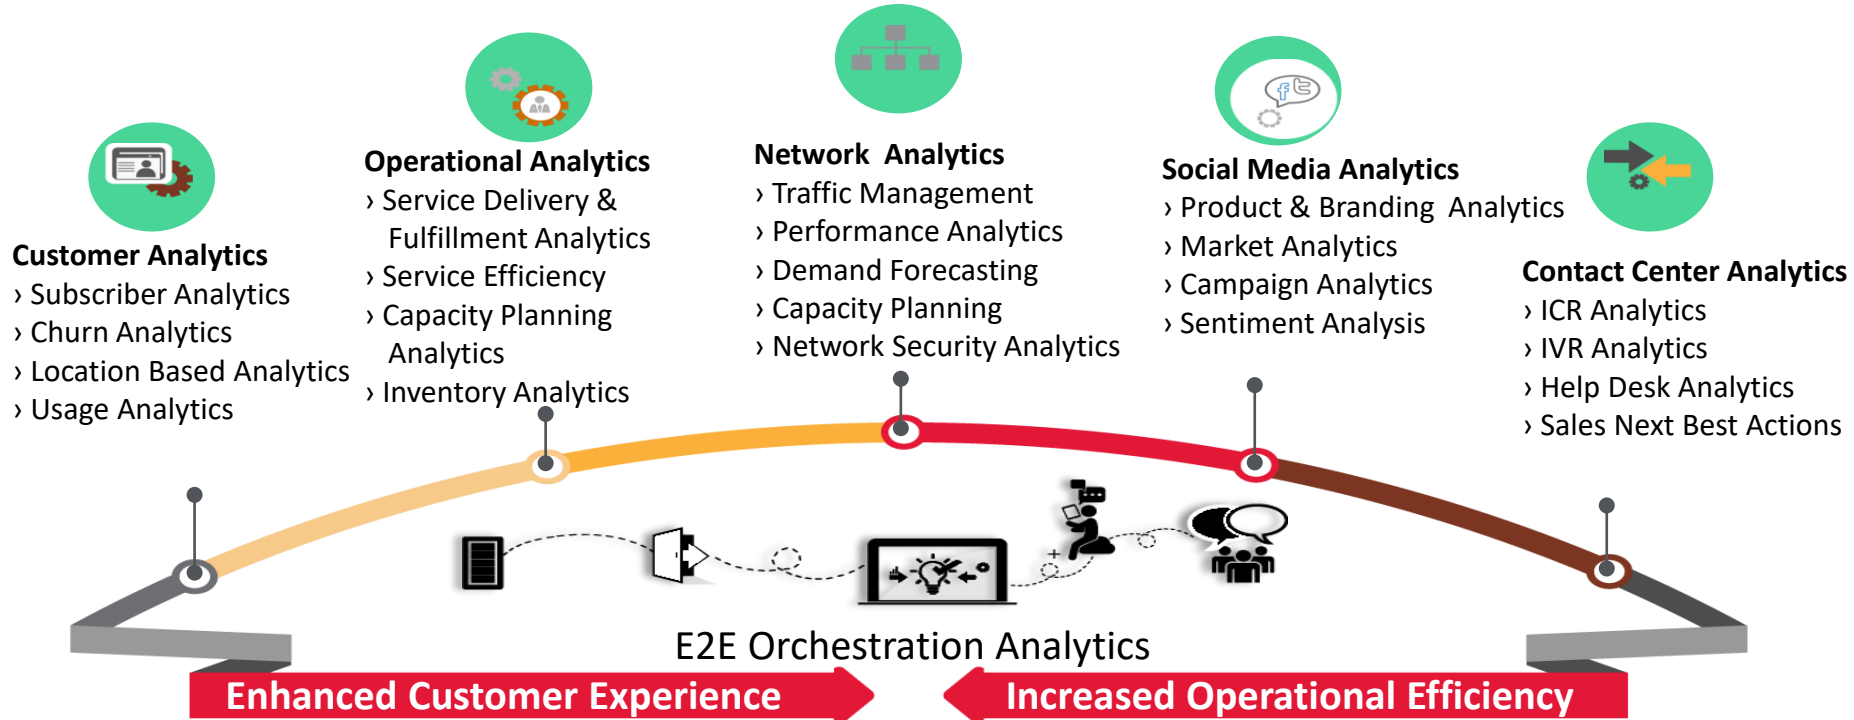 Customer Analytics
› Subscriber Analytics
› Churn Analytics
› Location Based Analytics
› Usage Analytics
Operational Analytics
› Service Delivery &
Fulfillment Analytics
› Service Efficiency
› Capacity Planning
Analytics
› Inventory Analytics
Network Analytics
› Traffic Management
› Performance Analytics
› Demand Forecasting
› Capacity Planning
› Network Security Analytics
f t
Social Media Analytics
› Product & Branding Analytics
› Market Analytics
› Campaign Analytics
› Sentiment Analysis
Contact Center Analytics
› ICR Analytics
› IVR Analytics
› Help Desk Analytics
› Sales Next Best Actions
E2E Orchestration Analytics
Enhanced Customer Experience
Increased Operational Efficiency